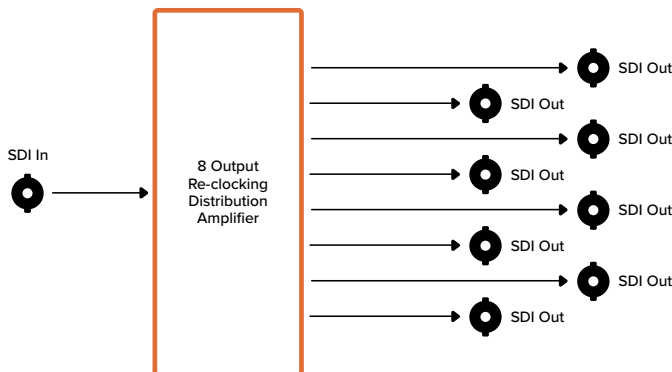 SDI In
8 Output
Re-clocking
Distribution
Amplifier
SDI Out
SDI Out
SDI Out
SDI Out
SDI Out
SDI Out
SDI Out
SDI Out